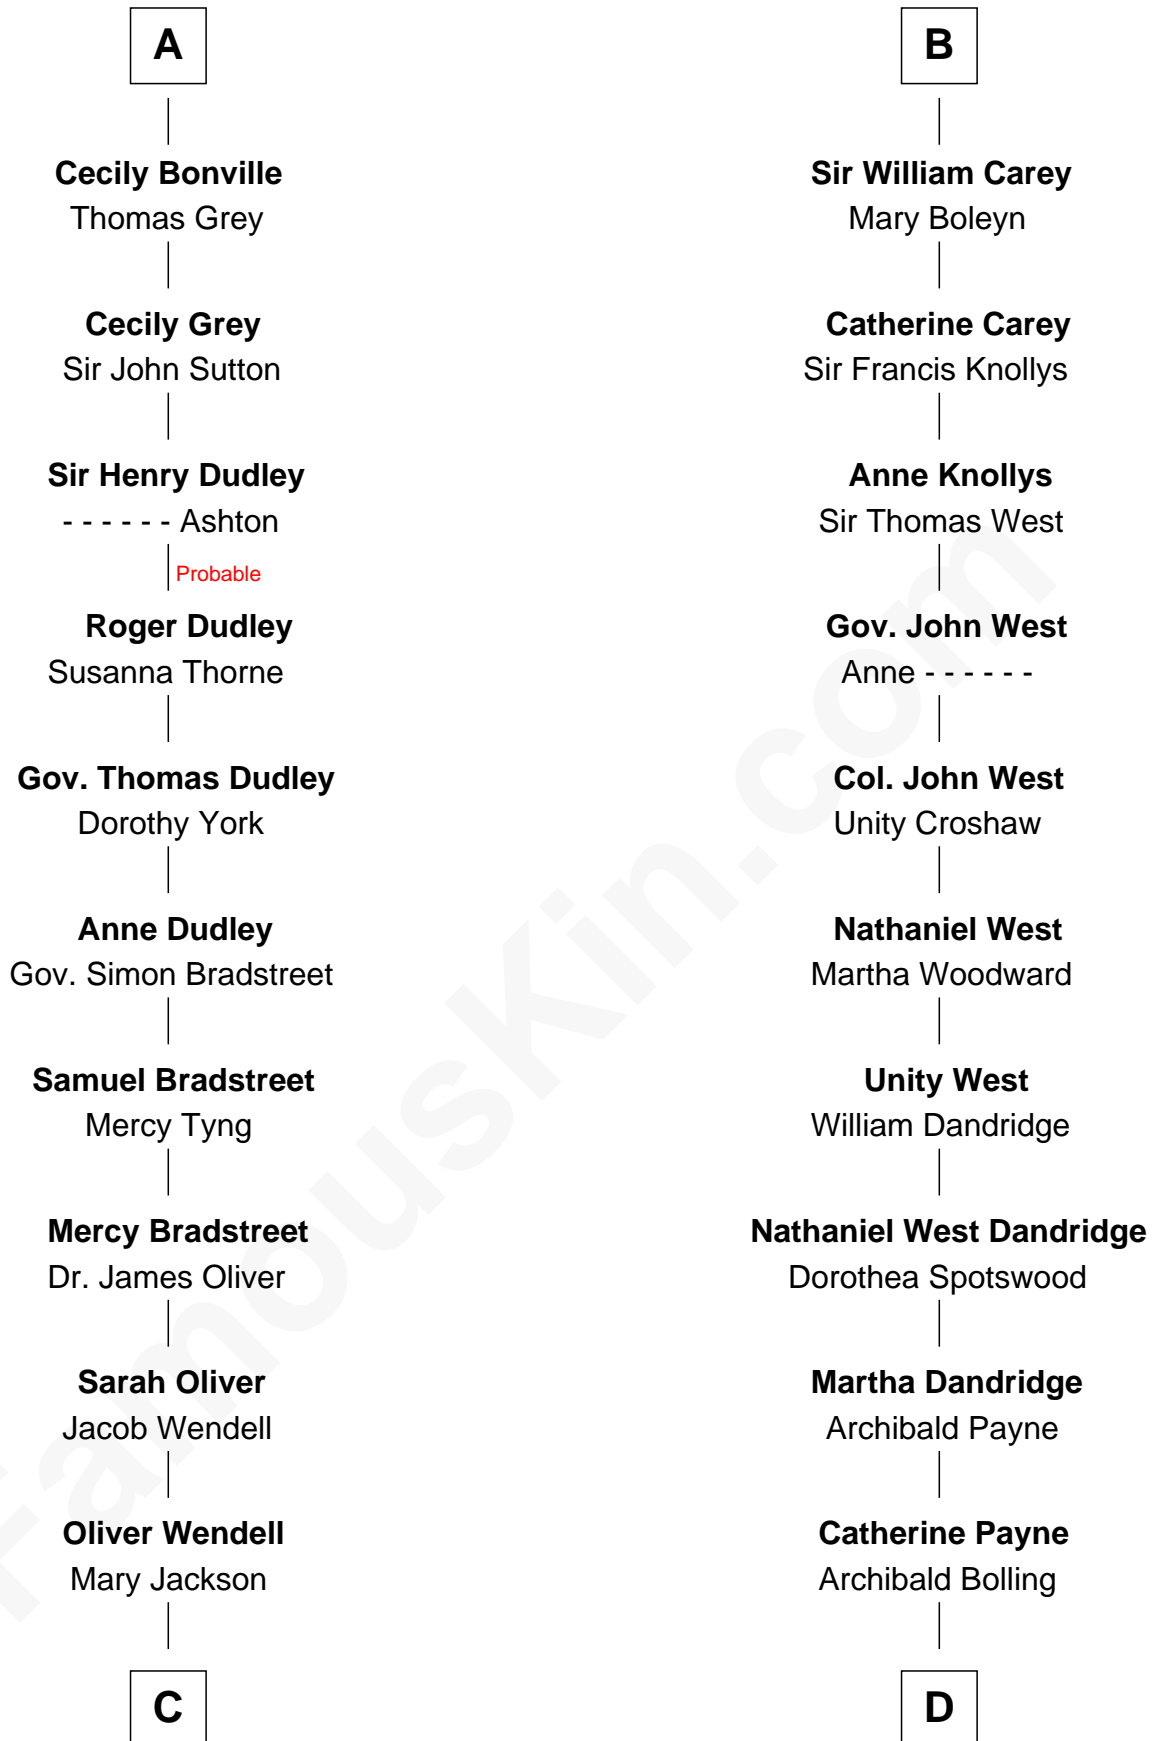 A
Cecily Bonville
Thomas Grey
Cecily Grey
Sir John Sutton
Sir Henry Dudley
- - - - - - Ashton
Probable
Roger Dudley
Susanna Thorne
Gov. Thomas Dudley
Dorothy York
Anne Dudley
Gov. Simon Bradstreet
Samuel Bradstreet
Mercy Tyng
Mercy Bradstreet
Dr. James Oliver
Sarah Oliver
Jacob Wendell
Oliver Wendell
Mary Jackson
C
B
Sir William Carey
Mary Boleyn
Catherine Carey
Sir Francis Knollys
Anne Knollys
Sir Thomas West
Gov. John West
Anne - - - - - -
Col. John West
Unity Croshaw
Nathaniel West
Martha Woodward
Unity West
William Dandridge
Nathaniel West Dandridge
Dorothea Spotswood
Martha Dandridge
Archibald Payne
Catherine Payne
Archibald Bolling
D
FamousKin.com